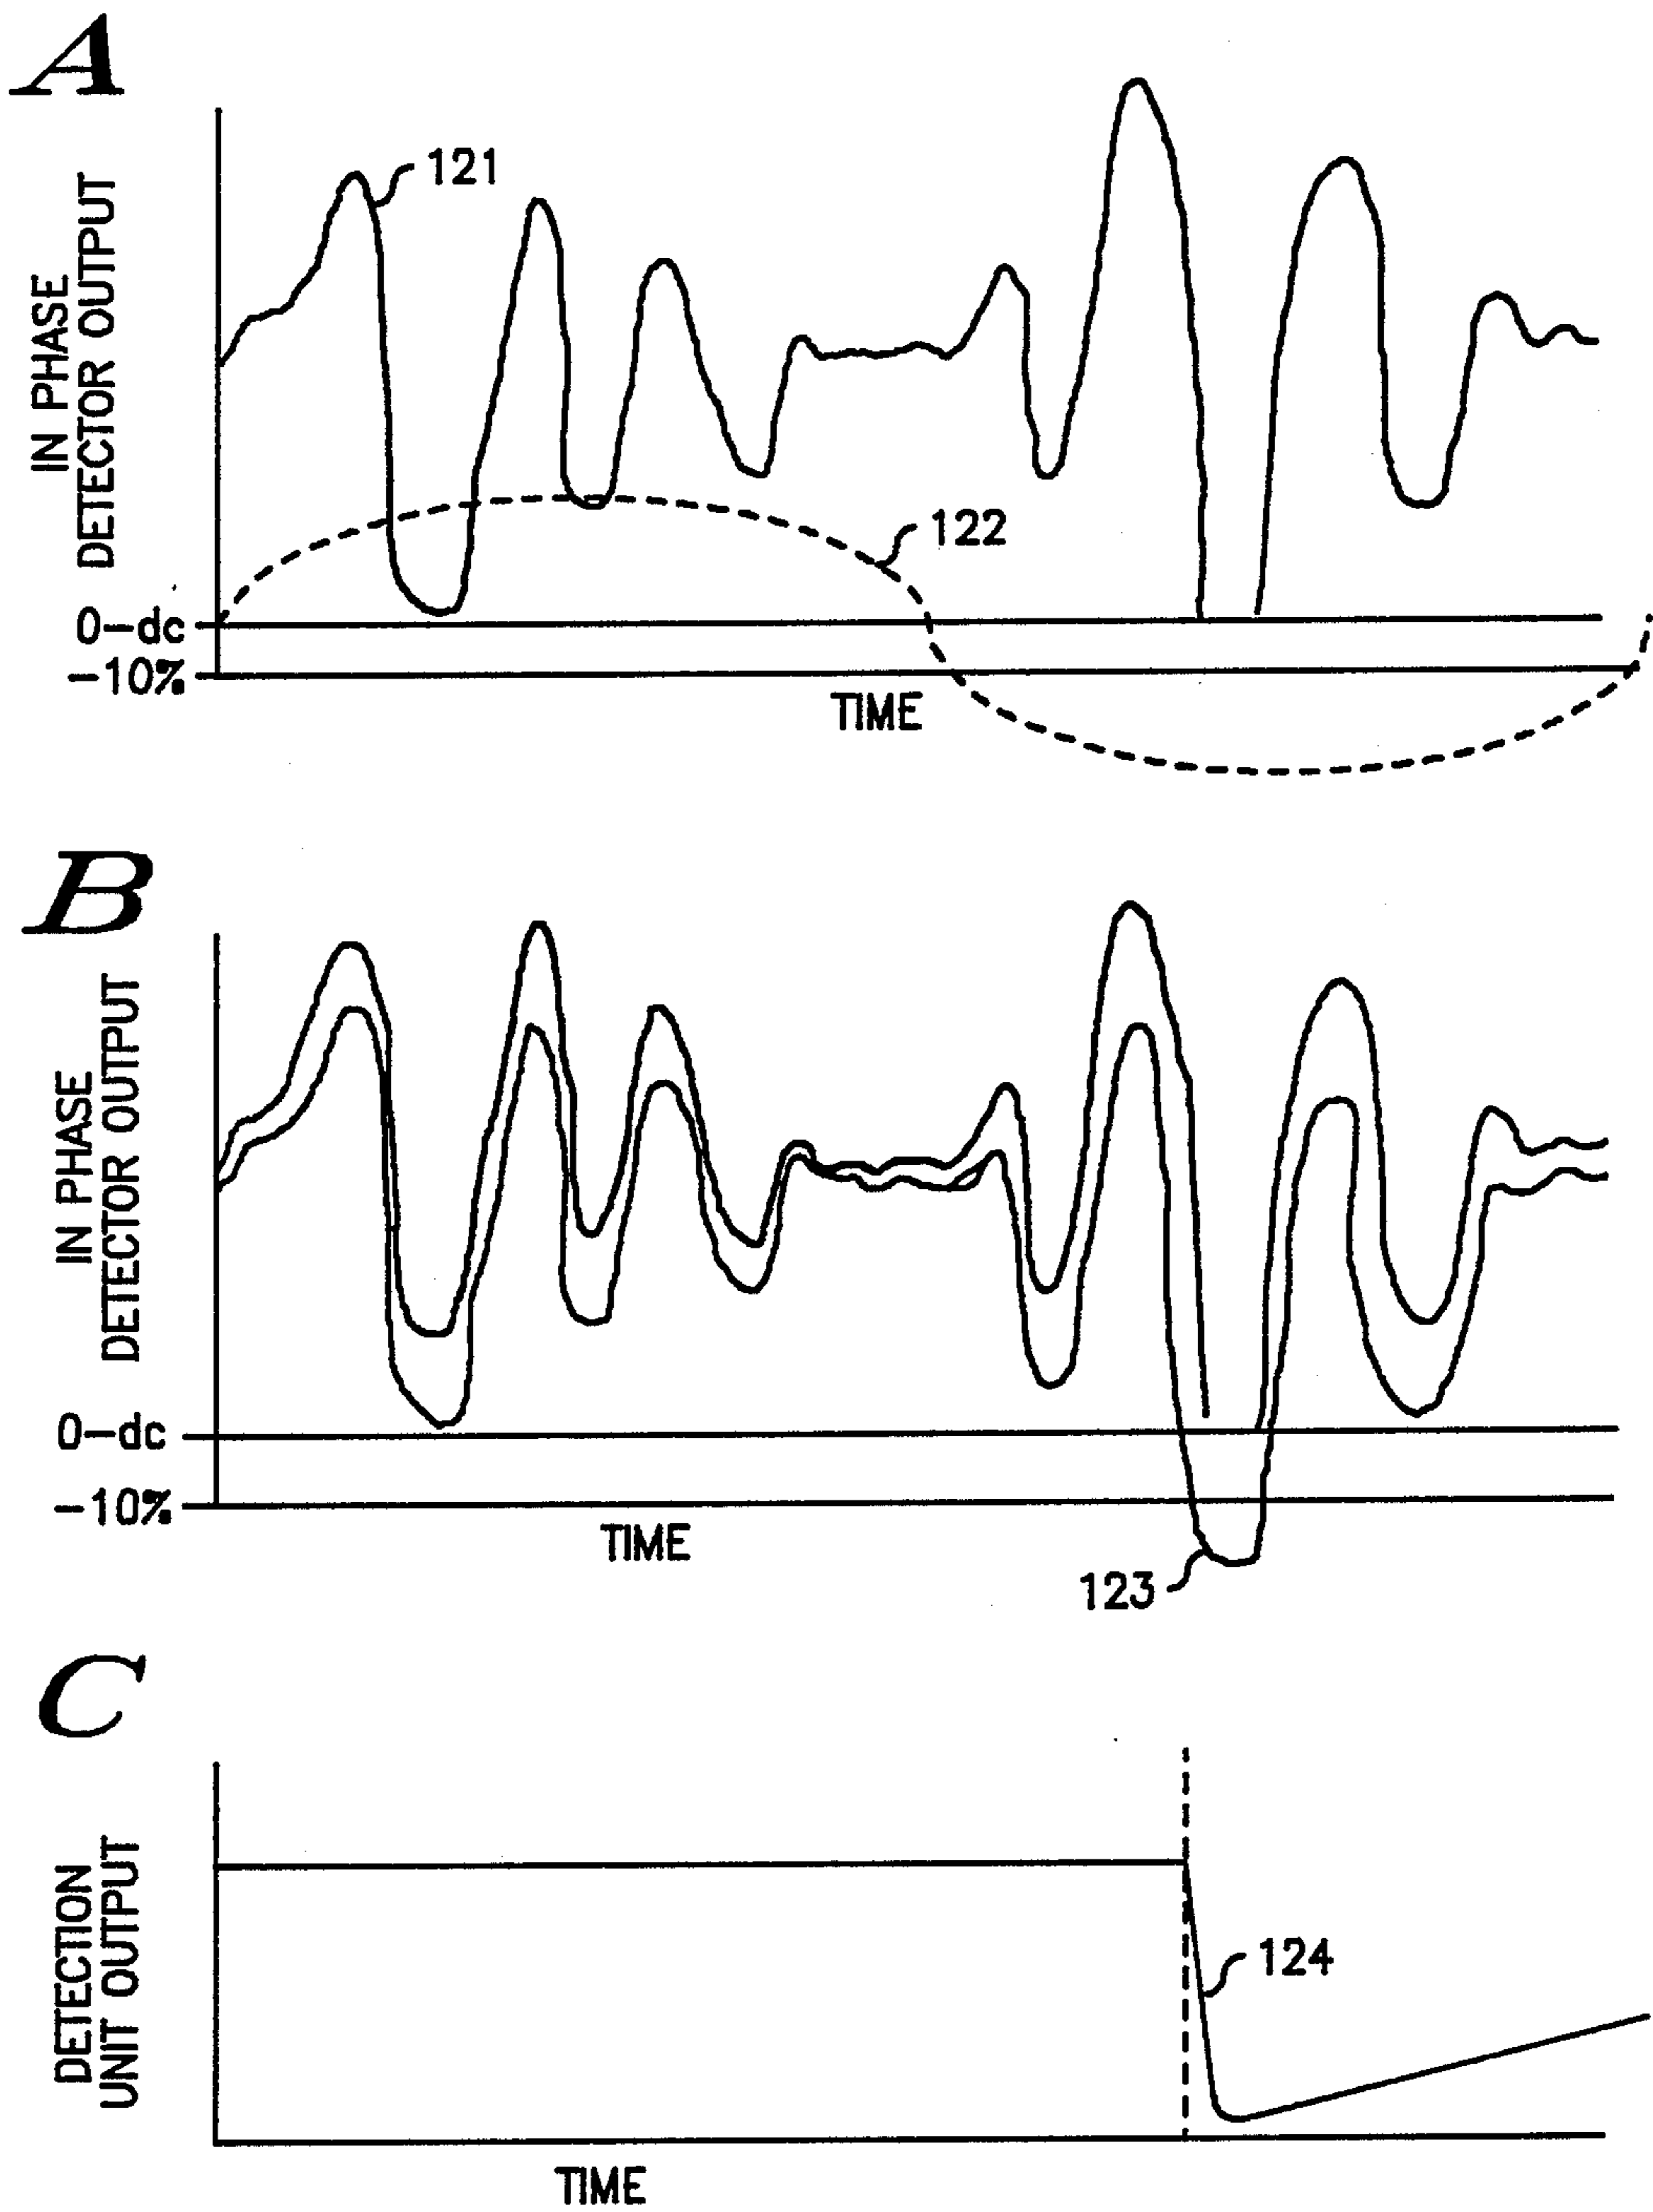 A
121
IN PHASE
DETECTOR OUTPUT
122
0-dc
-10%
TIME
B
IN PHASE
DETECTOR OUTPUT
0-dc
-10%
TIME
123
C
DETECTION
UNIT OUTPUT
124
TIME